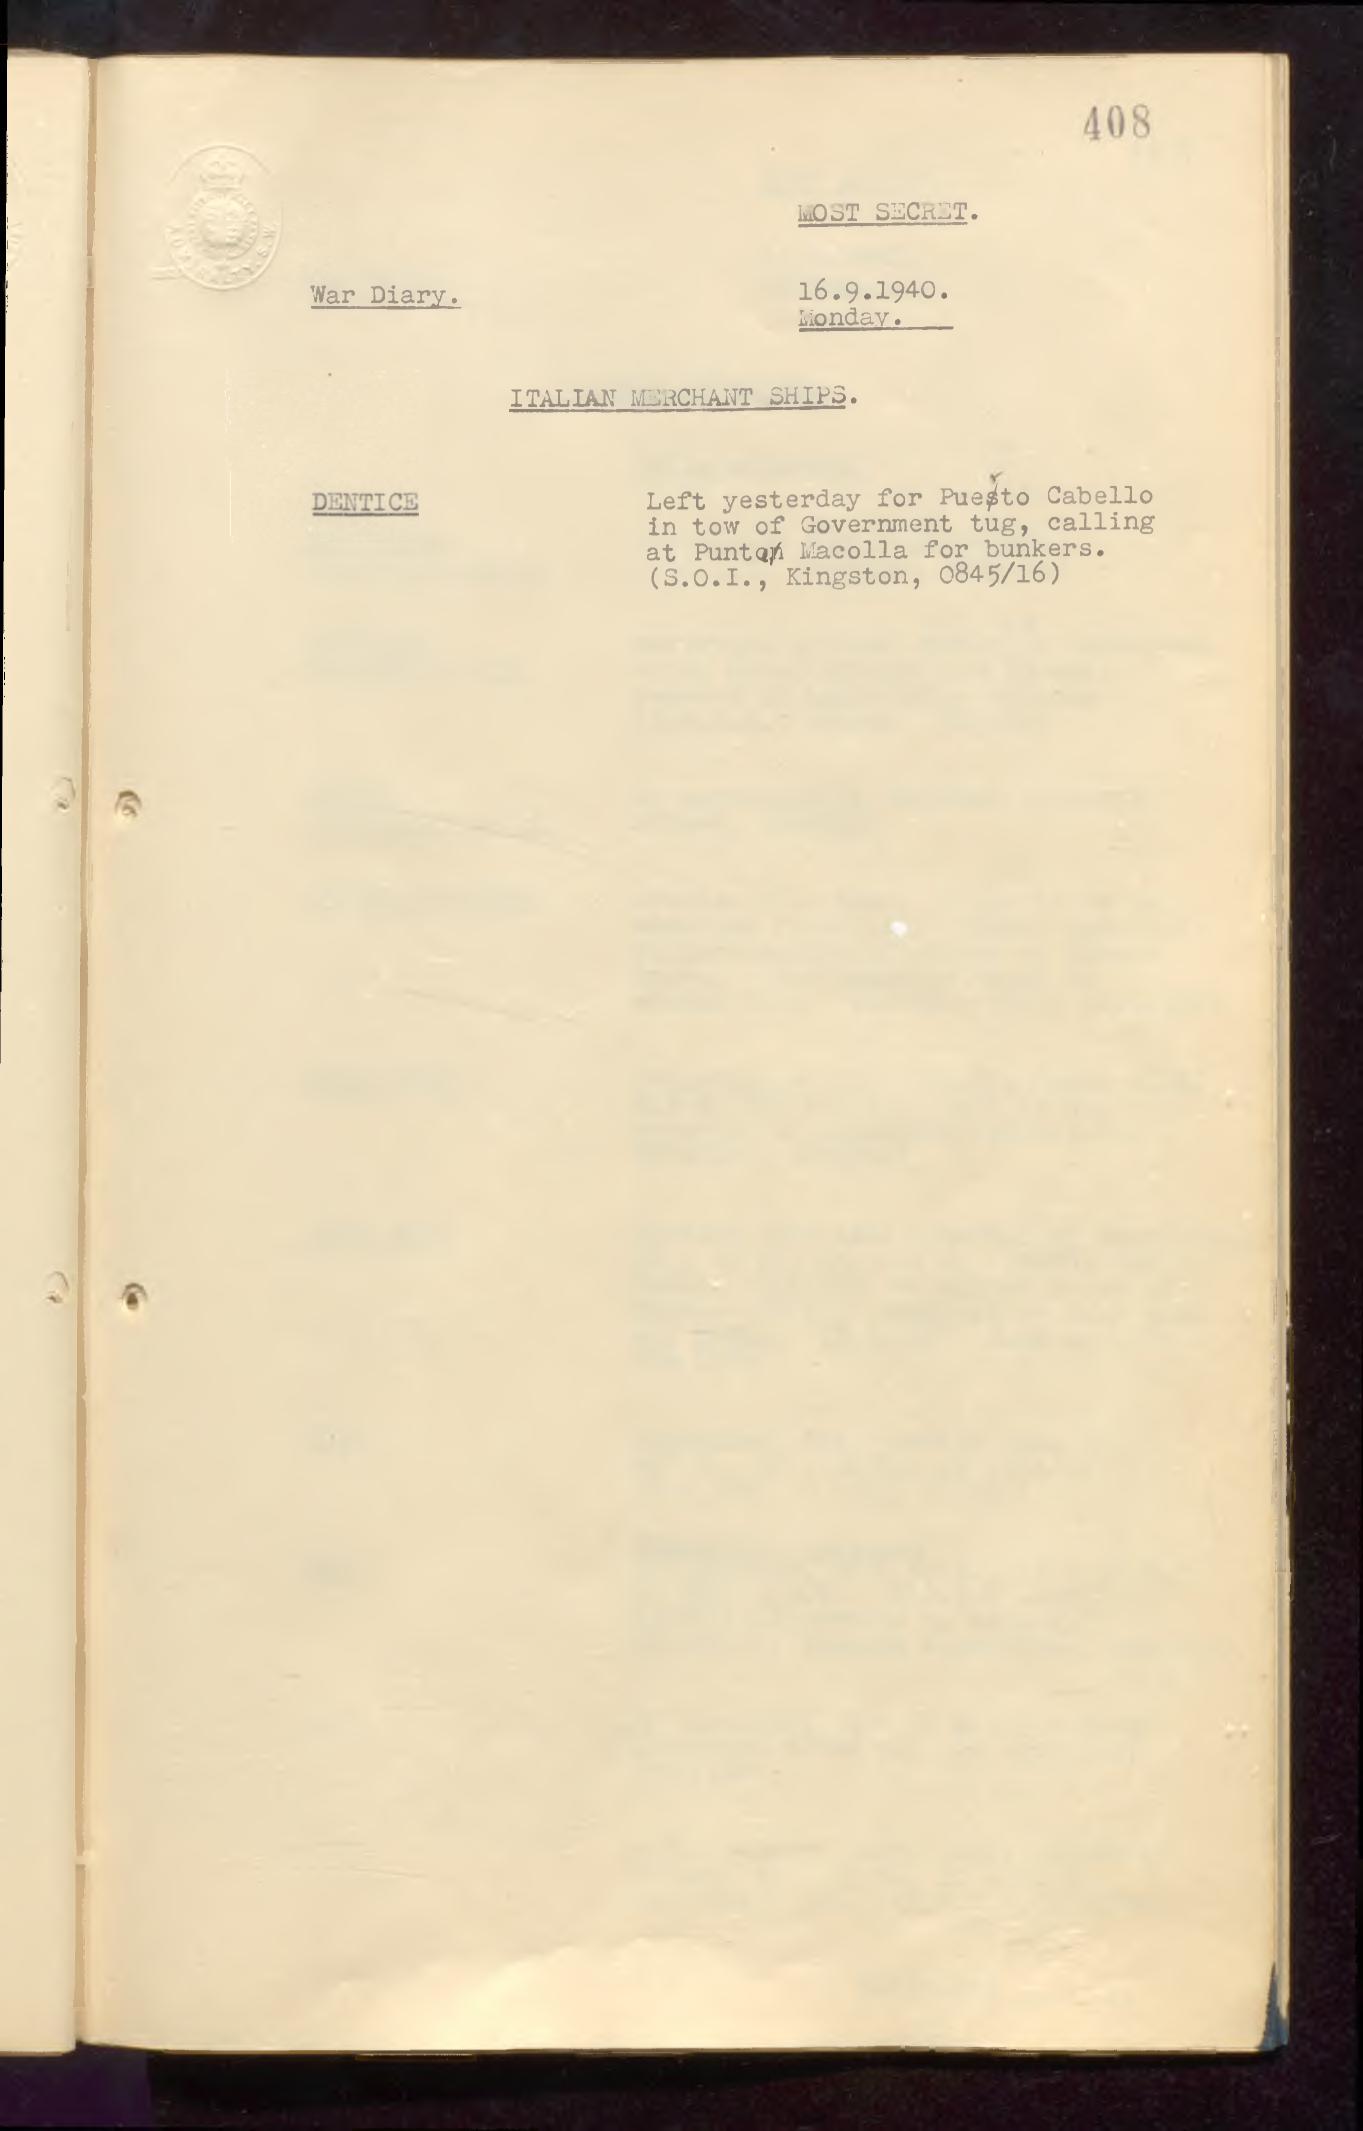 408
MOST SECRET.
War Diary.
16.9.1940.
Monday.
ITALIAN MERCHANT SHIPS.
DENTICE
Left yesterday for Puerto Cabello
in tow of Government tug, calling
at Punta Macolla for bunkers.
(S.O.I., Kingston, 0845/16)